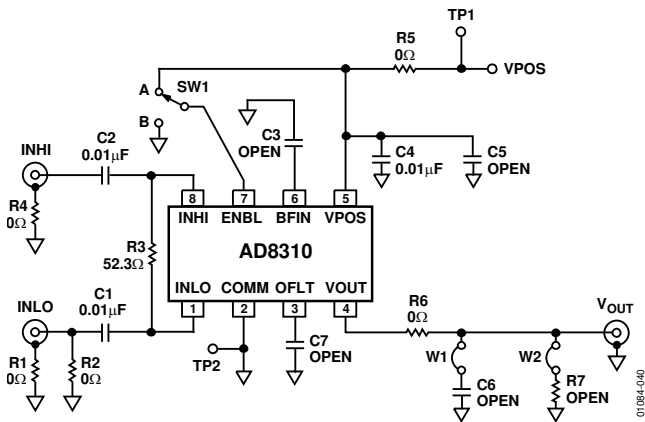 TP1
R5
0Ω
VPOS
A
SW1
B
C3
OPEN
C4
0.01μF
C5
OPEN
INHI
C2
0.01μF
R4
0Ω
R3
52.3Ω
8
7
6
5
INHI
ENBL
BFIN
VPOS
AD8310
INLO
COMM
OFLT
VOUT
1
2
3
4
INLO
C1
0.01μF
R1
0Ω
R2
0Ω
TP2
C7
OPEN
R6
0Ω
W1
C6
OPEN
W2
R7
OPEN
VOUT
01084-040